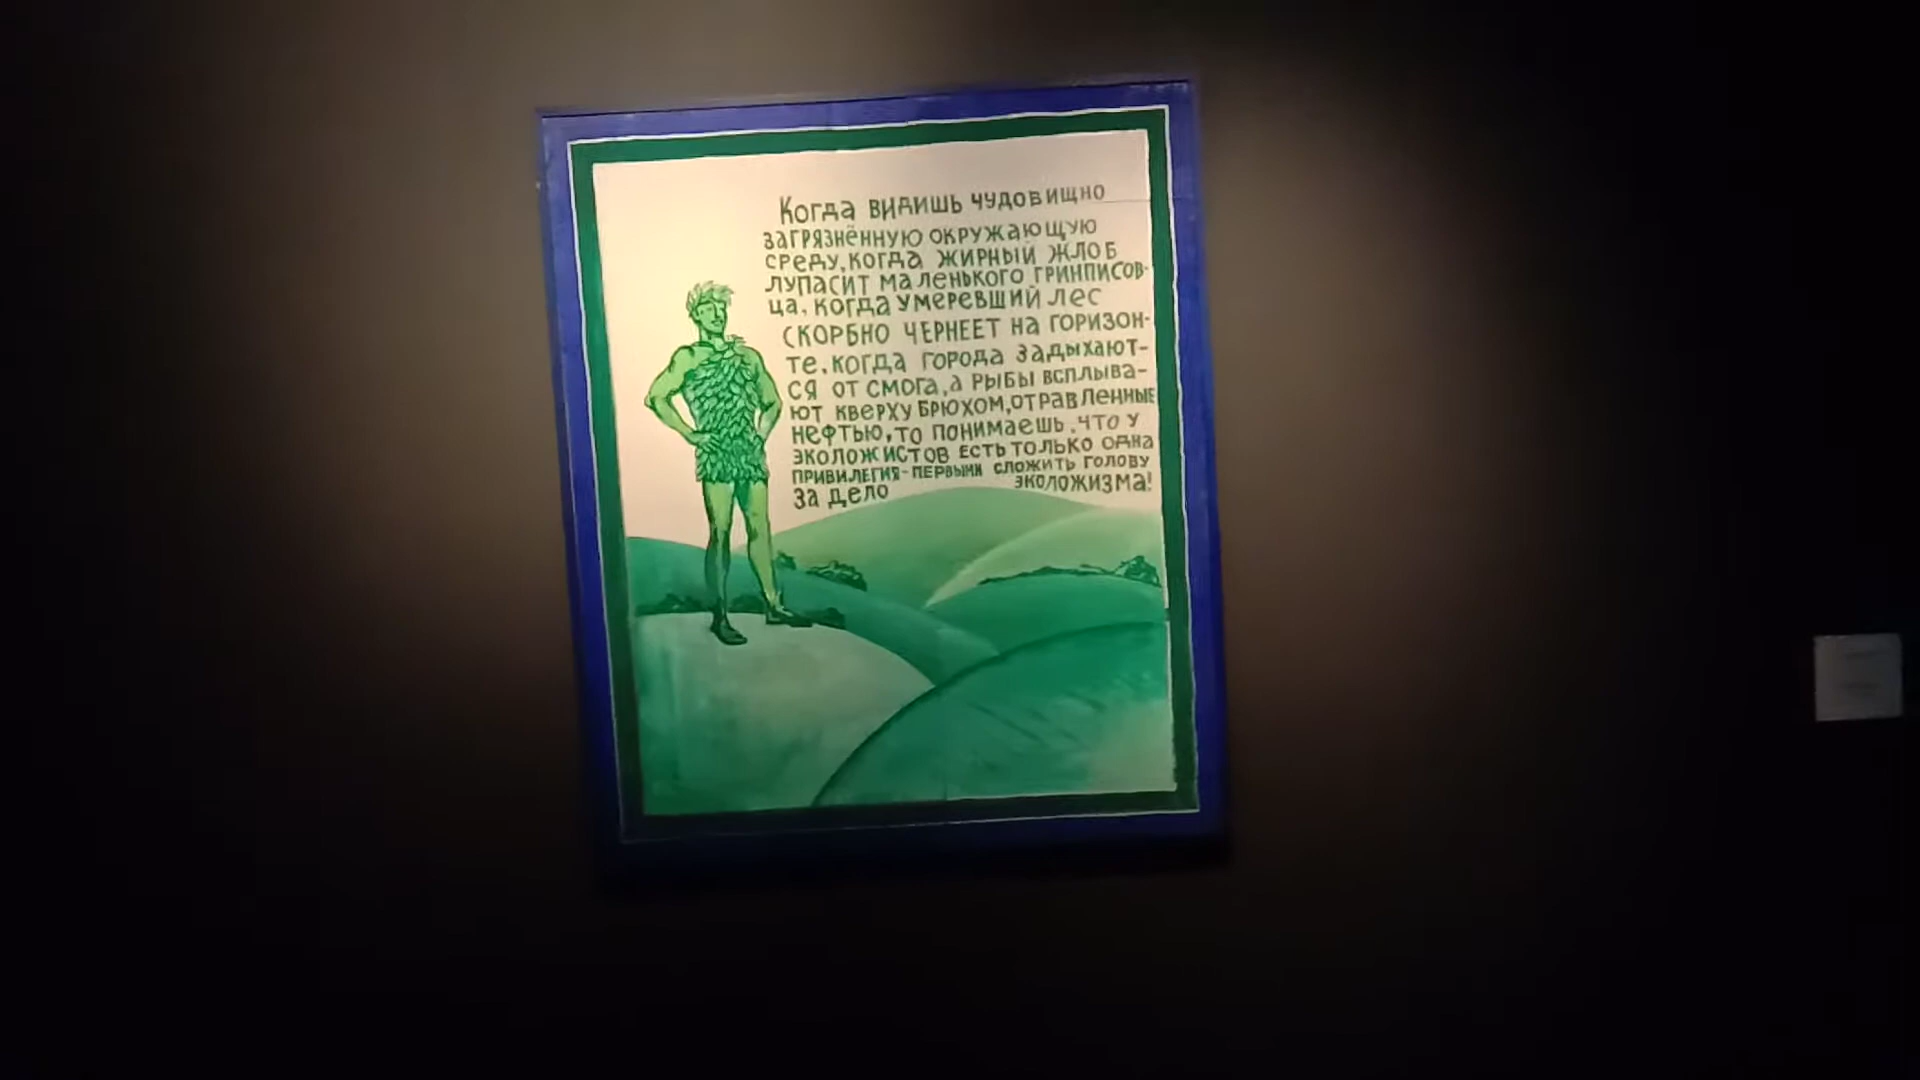 Когда видишь чудовищно
загрязнённую окружающую
среду, когда жирный жлоб
лупасит маленького гринписов-
ца, когда умеревший лес
скорбно чернеет на горизон-
те, когда города задыхают-
ся от смога, а рыбы всплыва-
ют кверху брюхом, отравленные
нефтью, то понимаешь, что у
эколожистов есть только одна
привилегия - первыми сложить голову
за дело эколожизма!